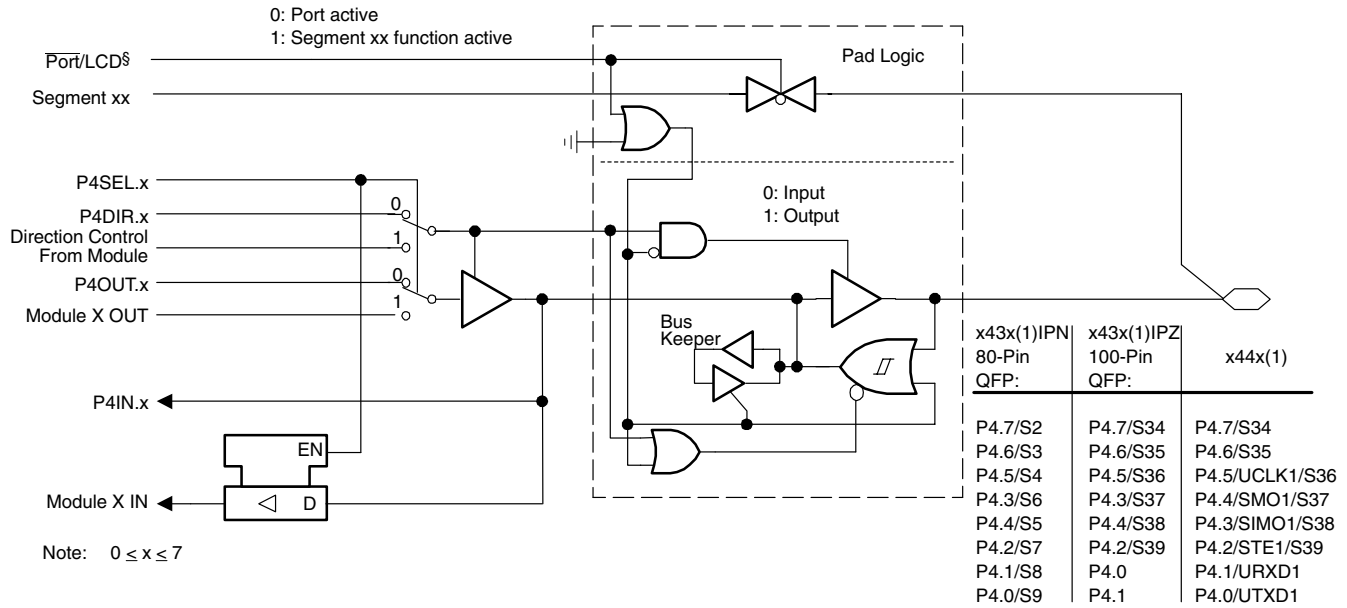 0: Port active
1: Segment xx function active
Port/LCD§
Segment xx
Pad Logic
P4SEL.x
P4DIR.x
Direction Control
From Module
P4OUT.x
Module X OUT
0
1
0
1
0: Input
1: Output
Bus
Keeper
P4IN.x
EN
Module X IN
D
Note: 0 ≤ x ≤ 7
x43x(1)IPN x43x(1)IPZ
80-Pin 100-Pin x44x(1)
QFP: QFP:
P4.7/S2 P4.7/S34 P4.7/S34
P4.6/S3 P4.6/S35 P4.6/S35
P4.5/S4 P4.5/S36 P4.5/UCLK1/S36
P4.3/S6 P4.3/S37 P4.4/SMO1/S37
P4.4/S5 P4.4/S38 P4.3/SIMO1/S38
P4.2/S7 P4.2/S39 P4.2/STE1/S39
P4.1/S8 P4.0 P4.1/URXD1
P4.0/S9 P4.1 P4.0/UTXD1